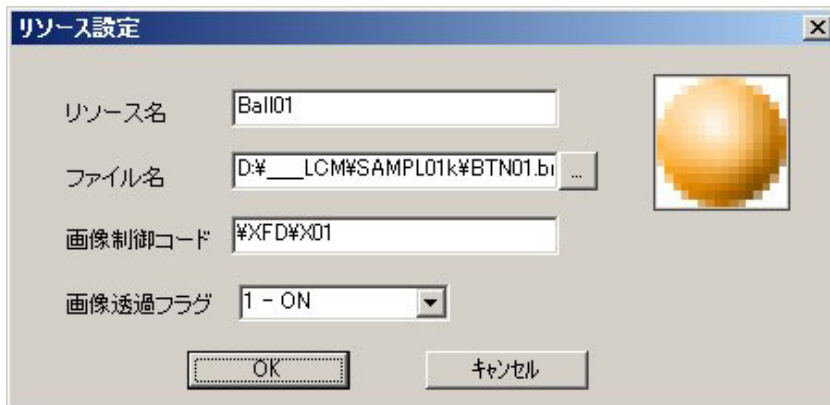 リソース設定
リソース名 Ball01
ファイル名 D:¥___LCM¥SAMPL01k¥BTN01.b ...
画像制御コード ¥XFD¥X01
画像透過フラグ 1 - ON
OK キャンセル